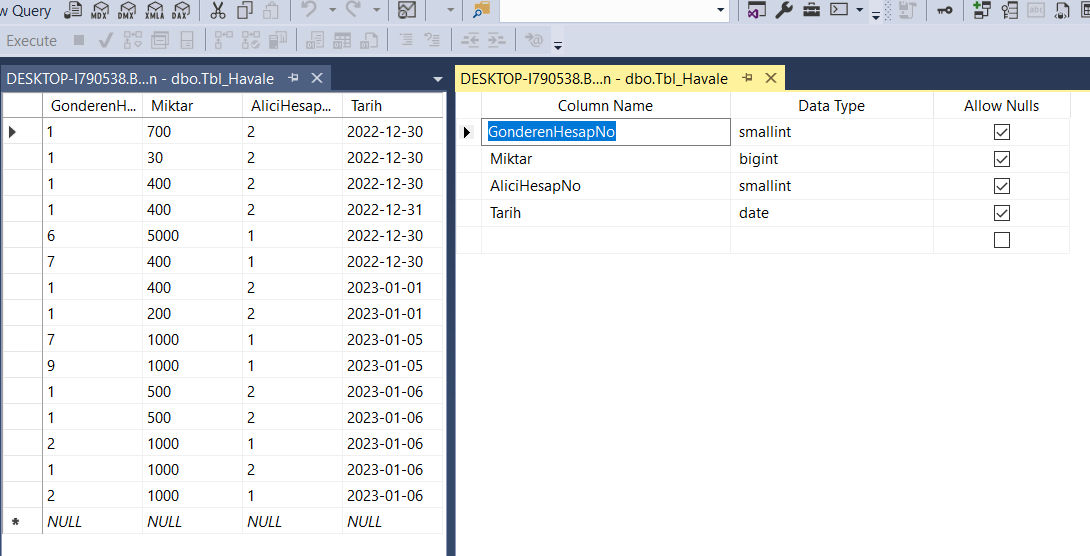 w Query MDX DMX XMLA DAX
Execute
DESKTOP-I790538.B...n - dbo.Tbl_Havale
GonderenH... Miktar AliciHesap... Tarih
1 700 2 2022-12-30
1 30 2 2022-12-30
1 400 2 2022-12-30
1 400 2 2022-12-31
6 5000 1 2022-12-30
7 400 1 2022-12-30
1 400 2 2023-01-01
1 200 2 2023-01-01
7 1000 1 2023-01-05
9 1000 1 2023-01-05
1 500 2 2023-01-06
1 500 2 2023-01-06
2 1000 1 2023-01-06
1 1000 2 2023-01-06
2 1000 1 2023-01-06
NULL NULL NULL NULL
DESKTOP-I790538.B...n - dbo.Tbl_Havale
Column Name Data Type Allow Nulls
GonderenHesapNo smallint
Miktar bigint
AliciHesapNo smallint
Tarih date